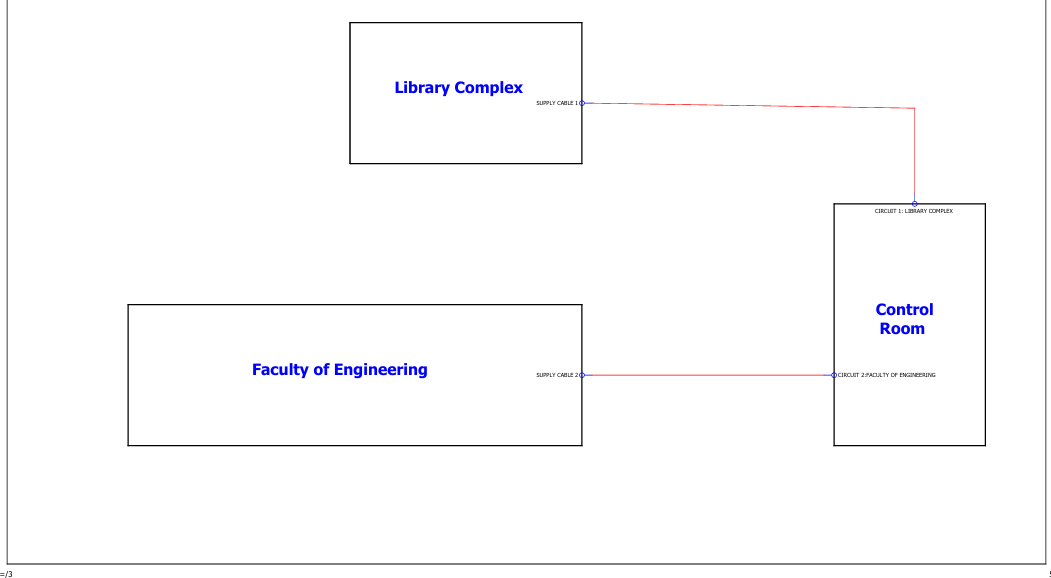 Library Complex
SUPPLY CABLE 1
CIRCUIT 1: LIBRARY COMPLEX
Control
Room
Faculty of Engineering
SUPPLY CABLE 2
CIRCUIT 2:FACULTY OF ENGINEERING
=/3